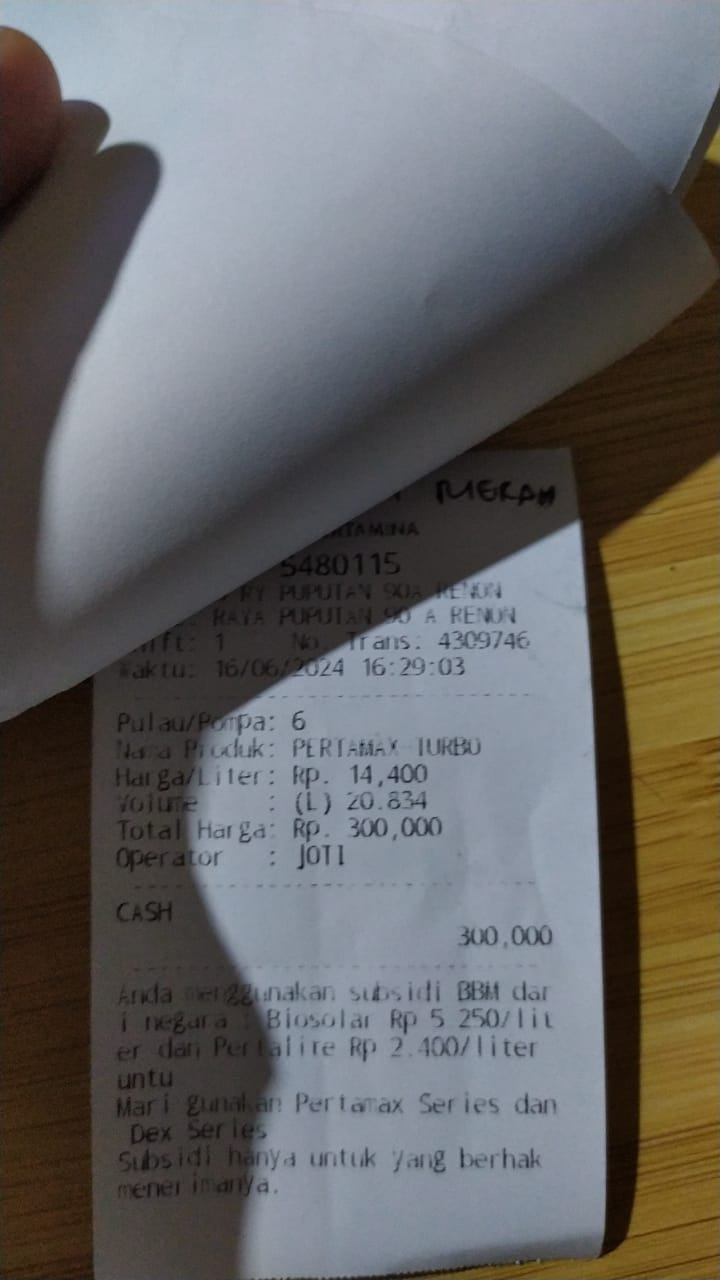 MERAH
5480115
RY PUPUTAN 90A RENON
RAYA PUPUTAN 90 A RENON
1 No. Trans: 4309746
Waktu: 16/06/2024 16:29:03
Pulau/Pompa: 6
Nama Produk: PERTAMAX TURBO
Harga/Liter: Rp. 14,400
Volume : (L) 20.834
Total Harga: Rp. 300,000
Operator : JOTI
CASH
300,000
Anda menggunakan subsidi BBM dar
i negara : Biosolar Rp 5 250/lit
er dan Pertalite Rp 2.400/liter
untu
Mari gunakan Pertamax Series dan
Dex Series
Subsidi hanya untuk yang berhak
menerimanya.